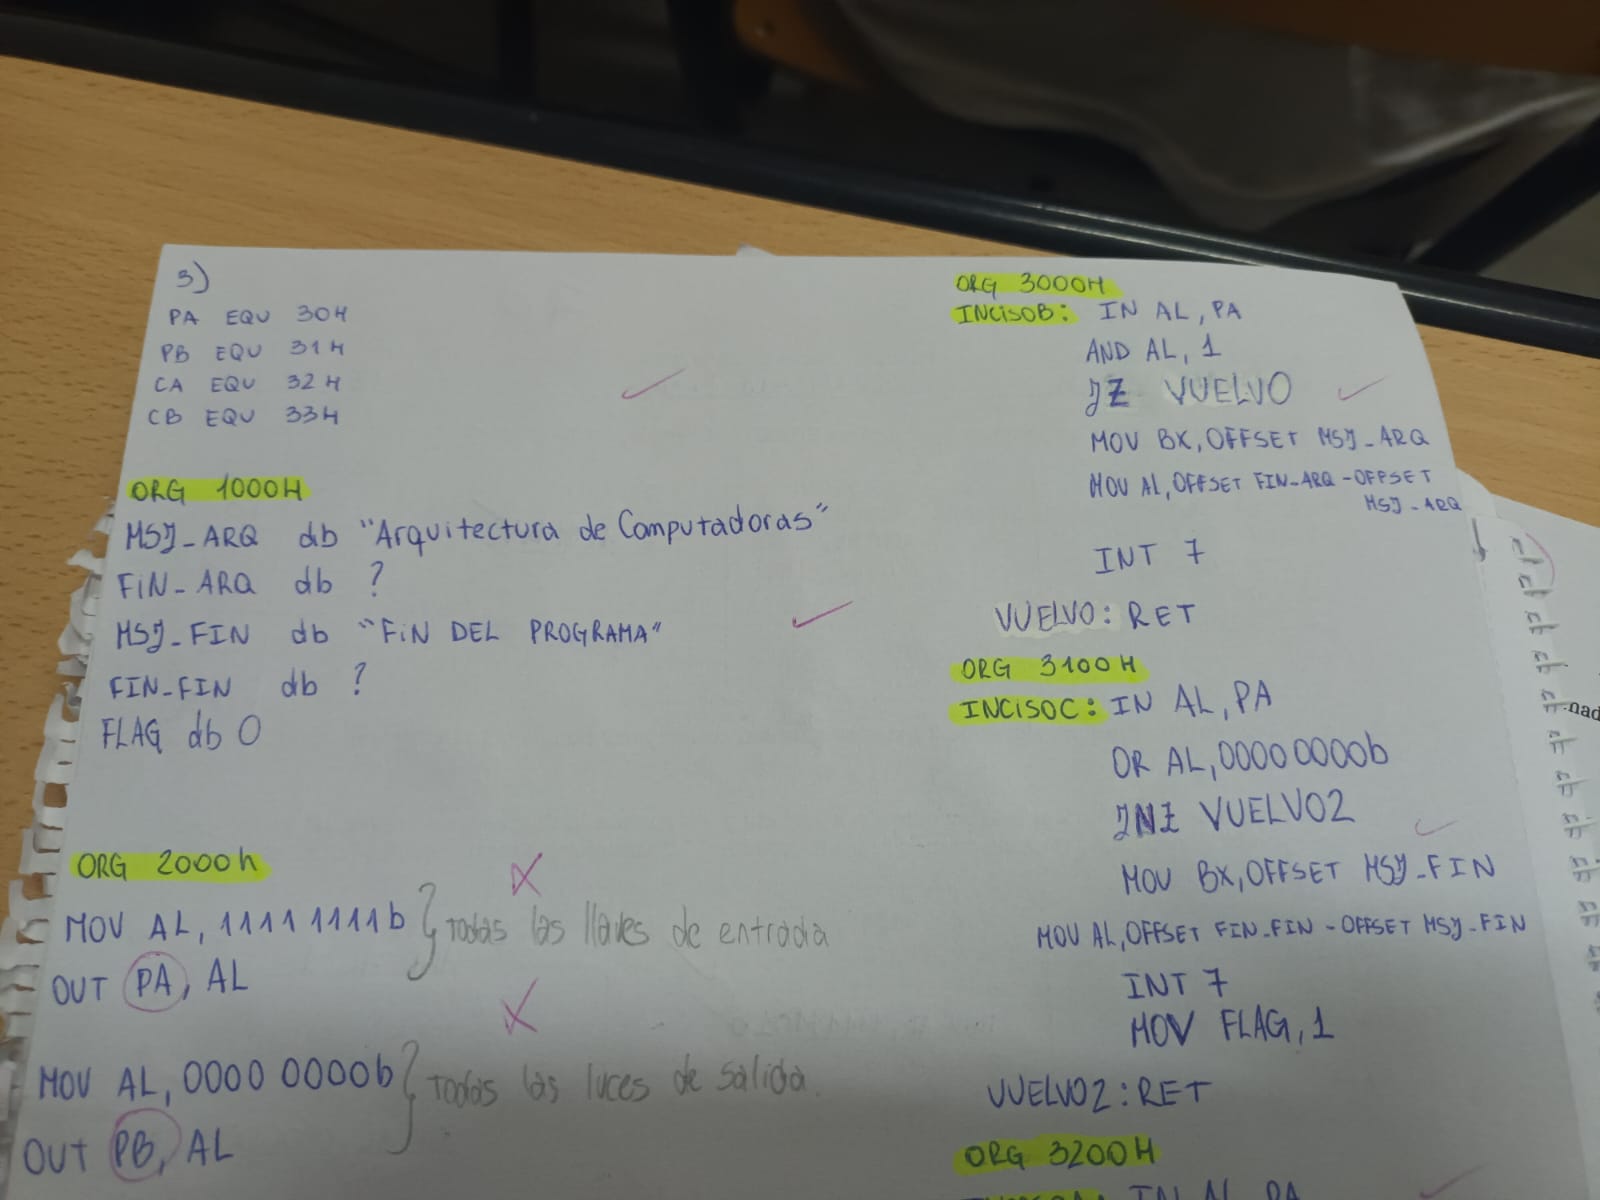 3)
PA EQU 30H
PB EQU 31H
CA EQU 32H
CB EQU 33H
ORG 1000H
MSJ_ARQ db "Arquitectura de Computadoras"
FiN_ARQ db ?
MSJ_FIN db "FiN DEL PROGRAMA"
FIN_FIN db ?
FLAG db 0
ORG 2000h
MOV AL, 1111 1111b } Todas las llaves de entrada
OUT PA, AL
MOV AL, 0000 0000b } Todas las luces de salida.
OUT PB, AL
ORG 3000H
INCiSOB: IN AL, PA
AND AL, 1
JZ VUELVO
MOV BX, OFFSET MSJ_ARQ
MOV Al, OFFSET FIN_ARQ - OFFSET
MSJ_ARQ
INT 7
VUELVO: RET
ORG 3100H
INCiSOC: IN AL, PA
OR AL, 0000 0000b
JNZ VUELVO2
MOV BX, OFFSET MSJ_FIN
MOV AL, OFFSET FIN_FIN - OFFSET MSJ_FIN
INT 7
MOV FLAG, 1
VUELVO2: RET
ORG 3200H
IN AL, PA
nad